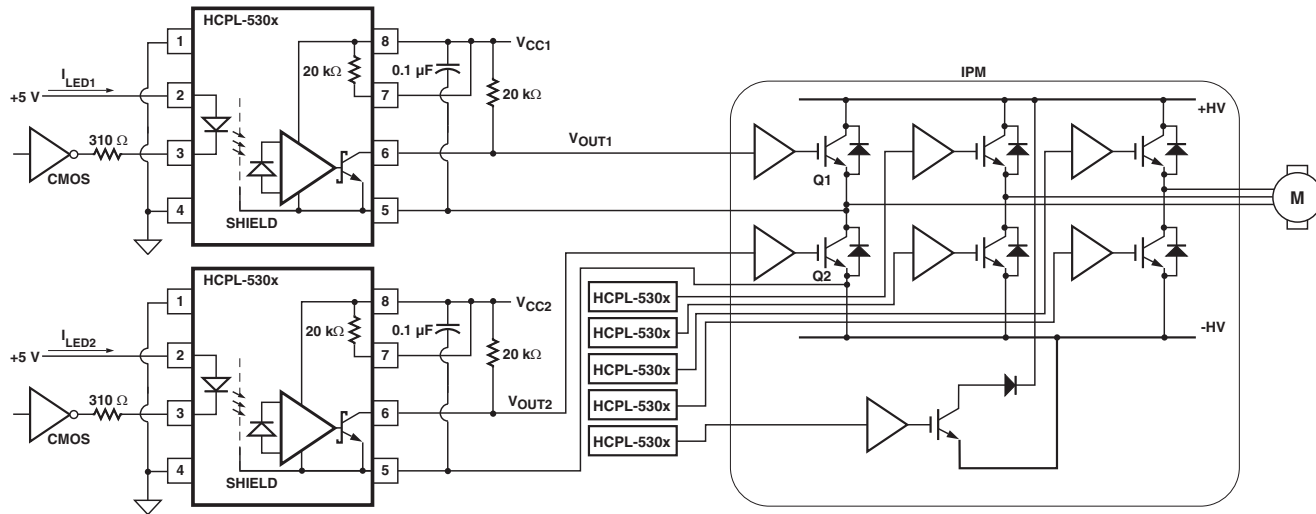 HCPL-530x
1
8
V_CC1
I_LED1
20 kΩ
0.1 µF
+5 V
2
7
20 kΩ
310 Ω
3
6
V_OUT1
CMOS
4
5
SHIELD
IPM
+HV
Q1
M
Q2
-HV
HCPL-530x
1
8
V_CC2
I_LED2
20 kΩ
0.1 µF
+5 V
2
7
20 kΩ
310 Ω
3
6
V_OUT2
CMOS
4
5
SHIELD
HCPL-530x
HCPL-530x
HCPL-530x
HCPL-530x
HCPL-530x